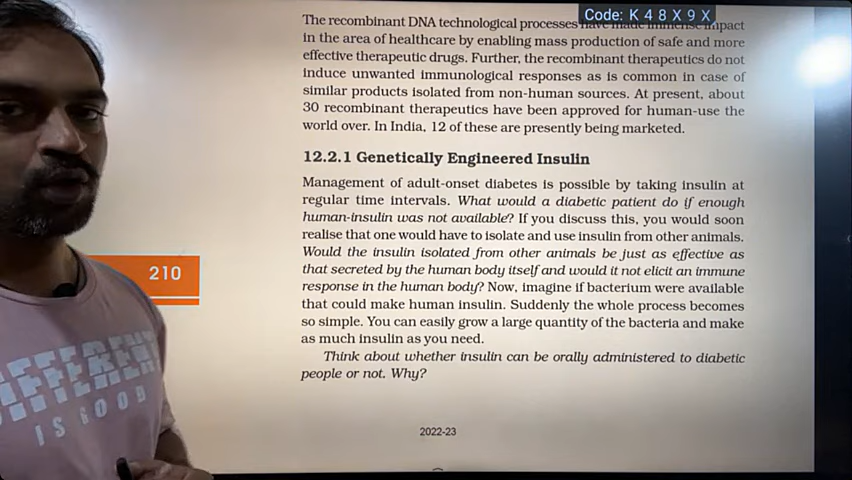 Code: K 4 8 X 9 X
The recombinant DNA technological processes have made immense impact
in the area of healthcare by enabling mass production of safe and more
effective therapeutic drugs. Further, the recombinant therapeutics do not
induce unwanted immunological responses as is common in case of
similar products isolated from non-human sources. At present, about
30 recombinant therapeutics have been approved for human-use the
world over. In India, 12 of these are presently being marketed.
12.2.1 Genetically Engineered Insulin
Management of adult-onset diabetes is possible by taking insulin at
regular time intervals. What would a diabetic patient do if enough
human-insulin was not available? If you discuss this, you would soon
realise that one would have to isolate and use insulin from other animals.
Would the insulin isolated from other animals be just as effective as
that secreted by the human body itself and would it not elicit an immune
response in the human body? Now, imagine if bacterium were available
that could make human insulin. Suddenly the whole process becomes
so simple. You can easily grow a large quantity of the bacteria and make
as much insulin as you need.
Think about whether insulin can be orally administered to diabetic
people or not. Why?
210
2022-23
DIFFERENT
IS GOOD